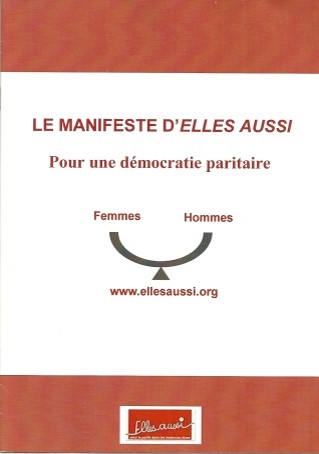 LE MANIFESTE D'ELLES AUSSI
Pour une démocratie paritaire
Femmes Hommes
www.ellesaussi.org
Elles aussi